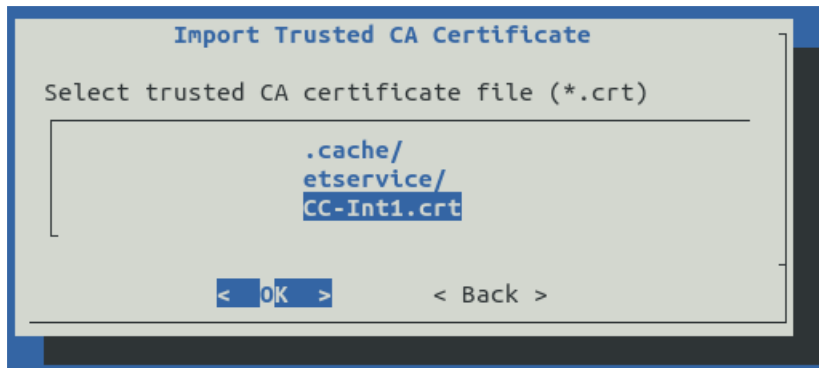 Import Trusted CA Certificate
Select trusted CA certificate file (*.crt)
.cache/
etservice/
CC-Int1.crt
< OK > < Back >